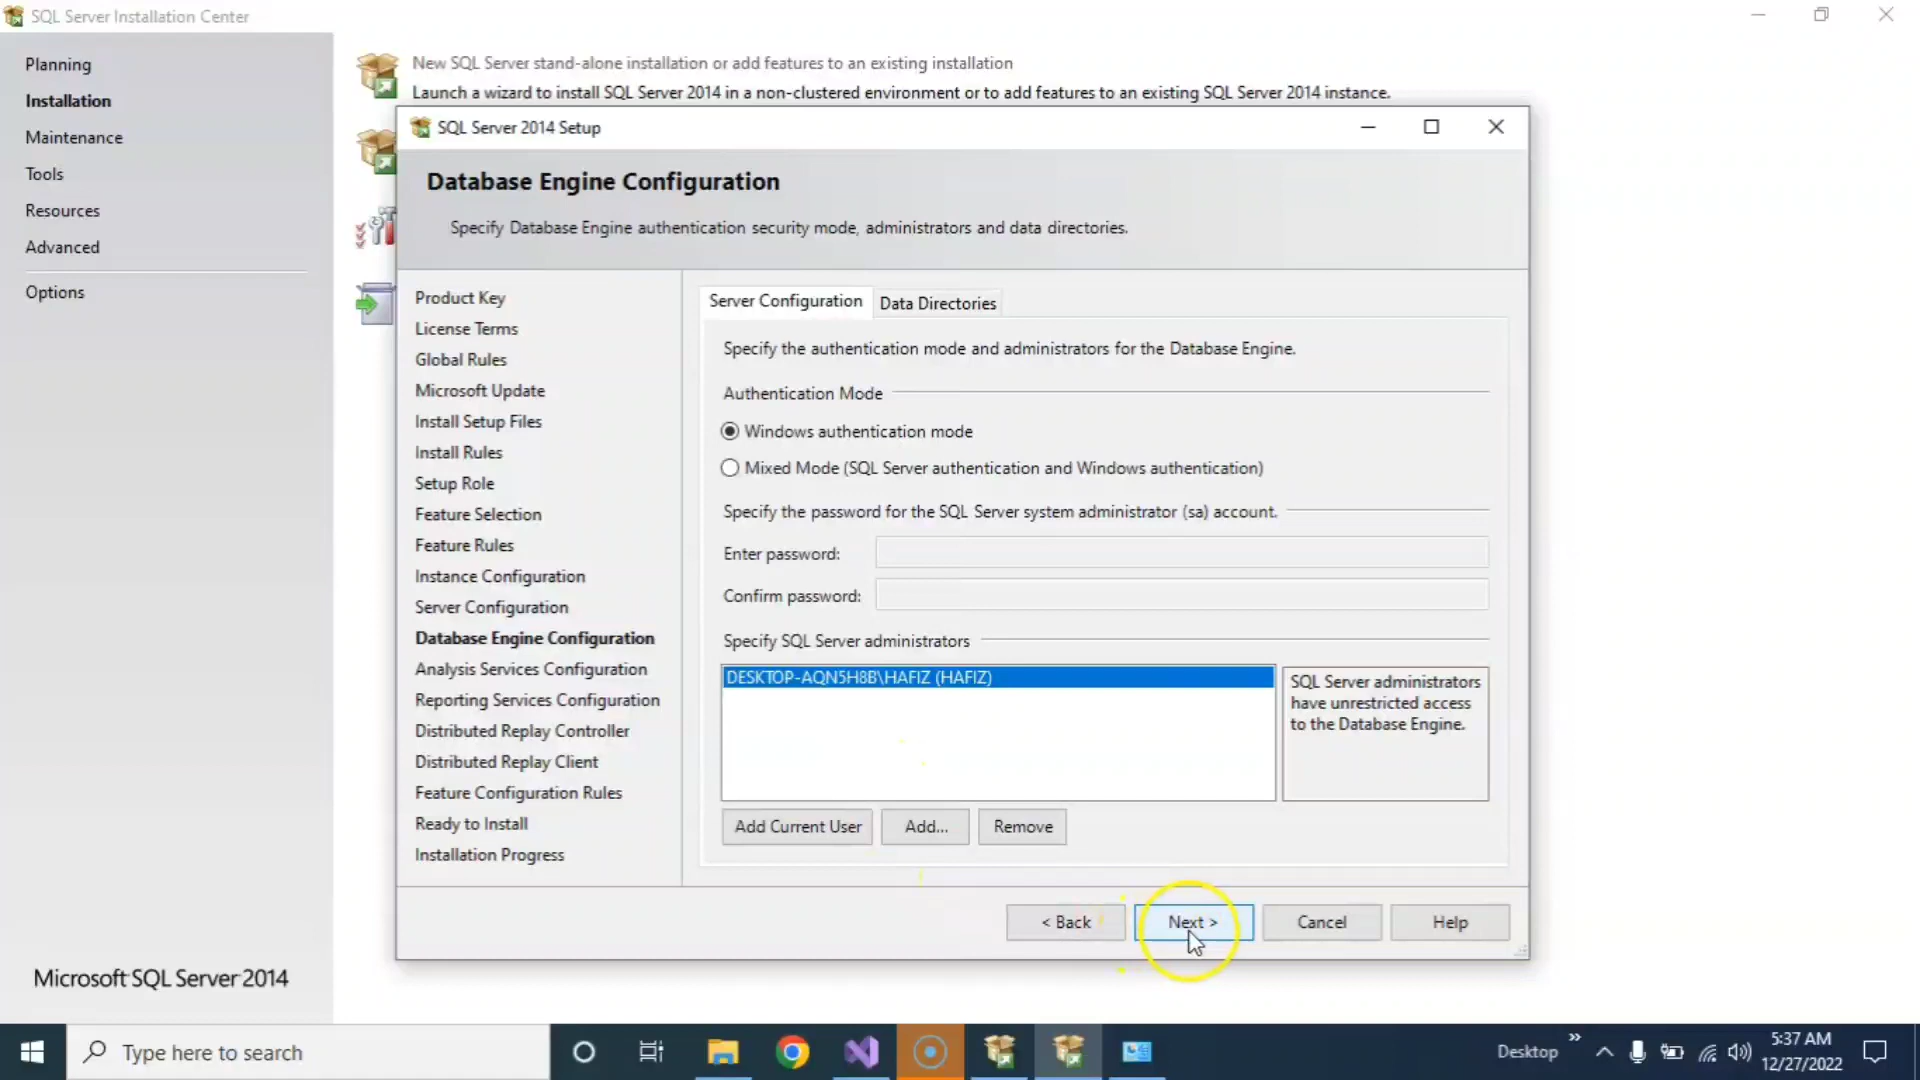 SQL Server Installation Center
Planning
Installation
Maintenance
Tools
Resources
Advanced
Options
Microsoft SQL Server 2014
New SQL Server stand-alone installation or add features to an existing installation
Launch a wizard to install SQL Server 2014 in a non-clustered environment or to add features to an existing SQL Server 2014 instance.
SQL Server 2014 Setup
Database Engine Configuration
Specify Database Engine authentication security mode, administrators and data directories.
Product Key
License Terms
Global Rules
Microsoft Update
Install Setup Files
Install Rules
Setup Role
Feature Selection
Feature Rules
Instance Configuration
Server Configuration
Database Engine Configuration
Analysis Services Configuration
Reporting Services Configuration
Distributed Replay Controller
Distributed Replay Client
Feature Configuration Rules
Ready to Install
Installation Progress
Server Configuration Data Directories
Specify the authentication mode and administrators for the Database Engine.
Authentication Mode
Windows authentication mode
Mixed Mode (SQL Server authentication and Windows authentication)
Specify the password for the SQL Server system administrator (sa) account.
Enter password:
Confirm password:
Specify SQL Server administrators
DESKTOP-AQN5H8B\HAFIZ (HAFIZ)
SQL Server administrators
have unrestricted access
to the Database Engine.
Add Current User Add... Remove
< Back Next > Cancel Help
Type here to search
Desktop
5:37 AM
12/27/2022